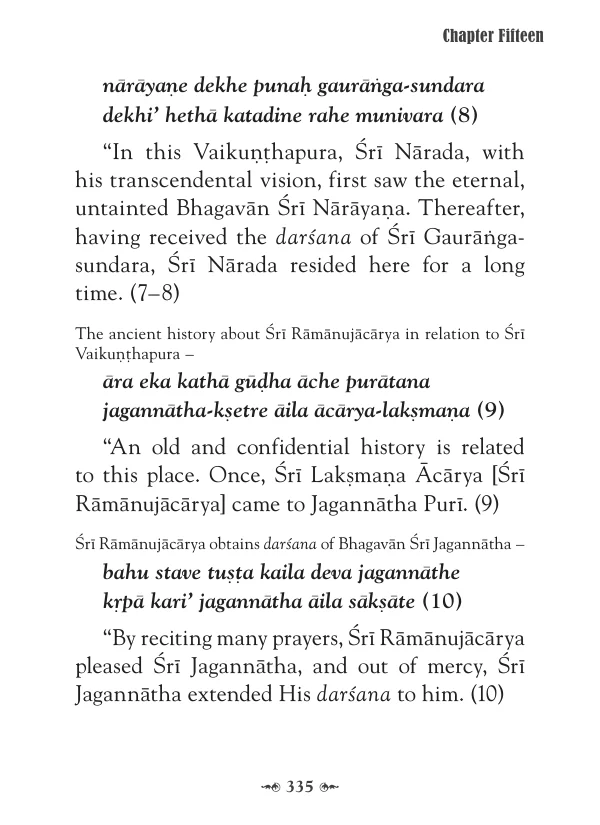 Chapter Fifteen
nārāyaṇe dekhe punaḥ gaurāṅga-sundara
dekhi’ hethā katadine rahe munivara (8)
“In this Vaikuṇṭhapura, Śrī Nārada, with
his transcendental vision, first saw the eternal,
untainted Bhagavān Śrī Nārāyaṇa. Thereafter,
having received the darśana of Śrī Gaurāṅga-
sundara, Śrī Nārada resided here for a long
time. (7–8)
The ancient history about Śrī Rāmānujācārya in relation to Śrī
Vaikuṇṭhapura –
āra eka kathā gūḍha āche purātana
jagannātha-kṣetre āila ācārya-lakṣmaṇa (9)
“An old and confidential history is related
to this place. Once, Śrī Lakṣmaṇa Ācārya [Śrī
Rāmānujācārya] came to Jagannātha Purī. (9)
Śrī Rāmānujācārya obtains darśana of Bhagavān Śrī Jagannātha –
bahu stave tuṣṭa kaila deva jagannāthe
kṛpā kari’ jagannātha āila sākṣāte (10)
“By reciting many prayers, Śrī Rāmānujācārya
pleased Śrī Jagannātha, and out of mercy, Śrī
Jagannātha extended His darśana to him. (10)
335